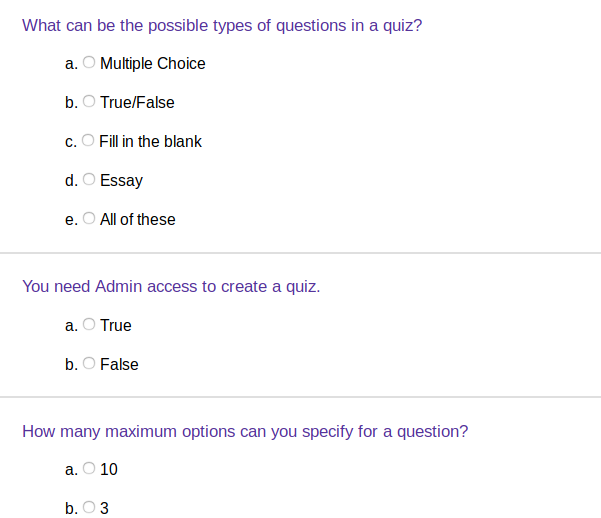 What can be the possible types of questions in a quiz?
a. Multiple Choice
b. True/False
c. Fill in the blank
d. Essay
e. All of these
You need Admin access to create a quiz.
a. True
b. False
How many maximum options can you specify for a question?
a. 10
b. 3